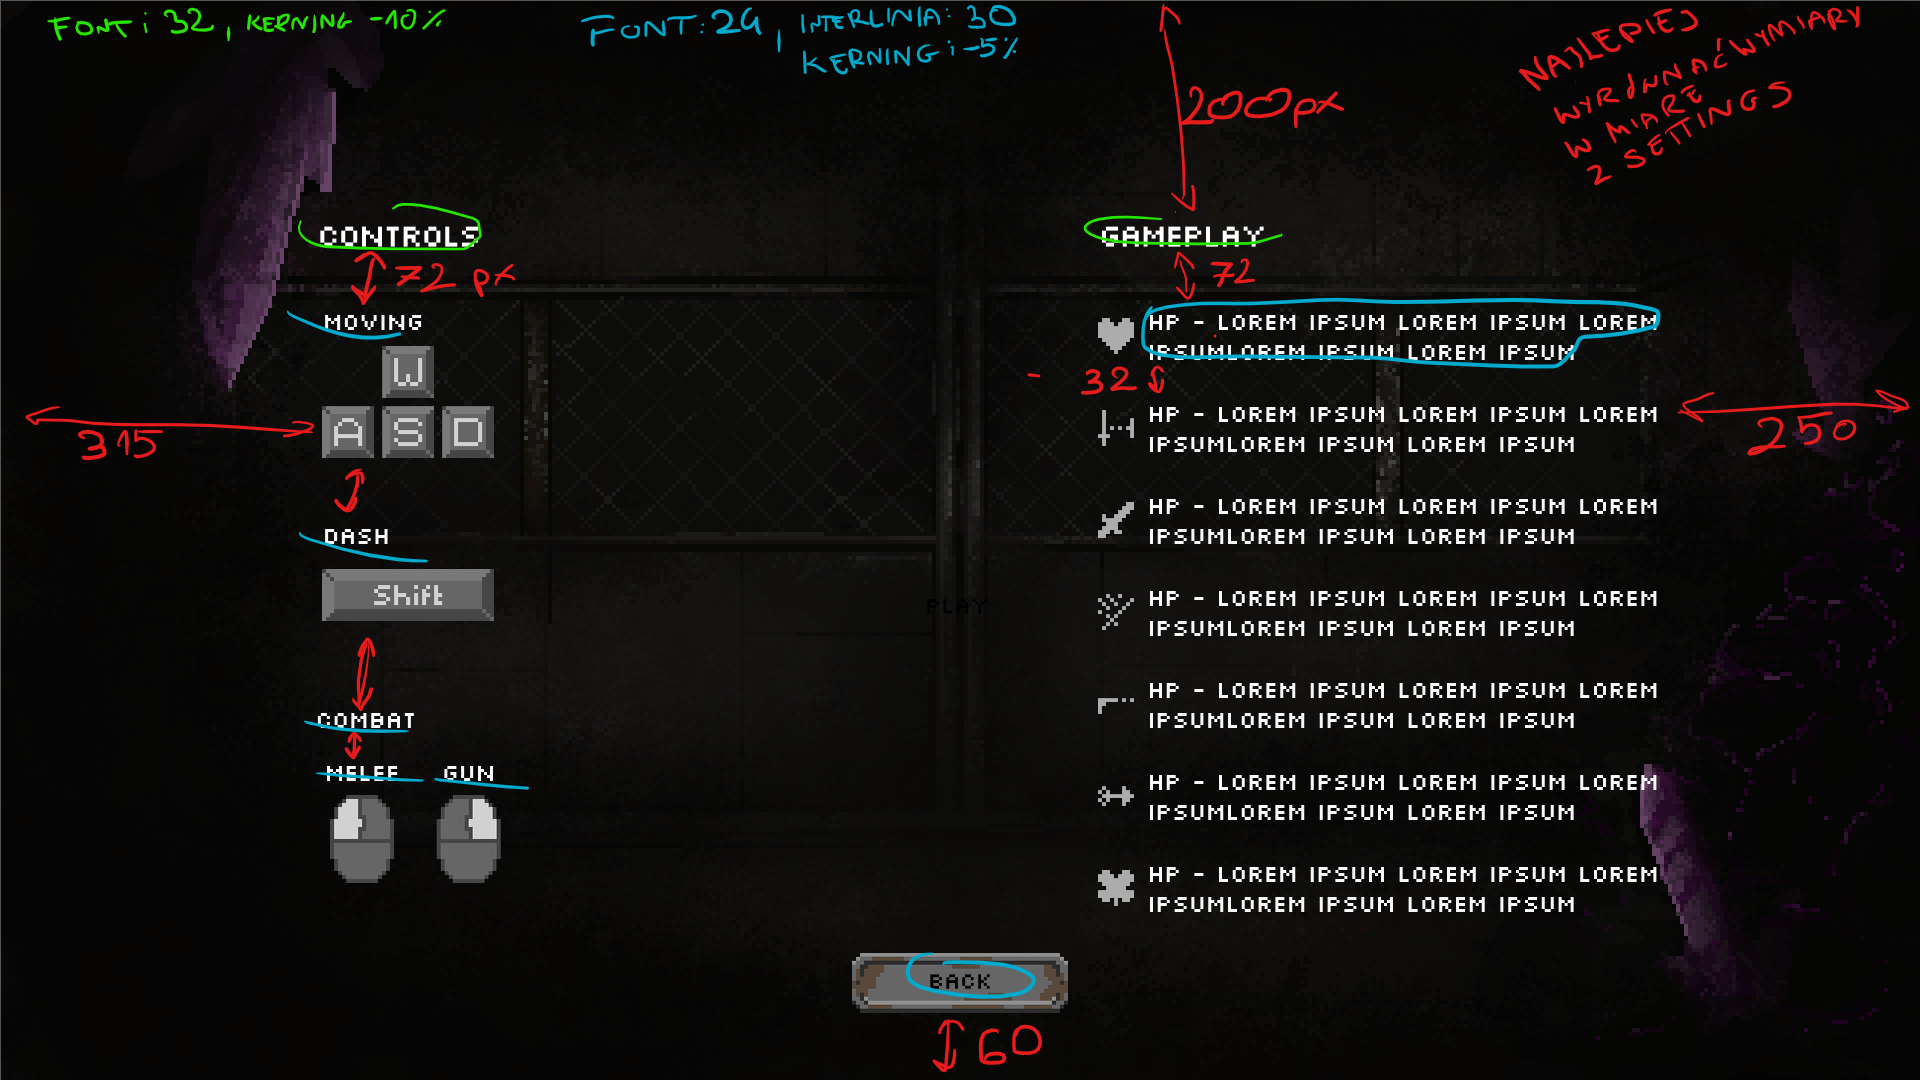 FONT: 32, KERNING -10%
FONT: 24, INTERLINIA: 30
KERNING: -5%
200px
NAJLEPIEJ
WYRÓWNAĆ WYMIARY
W MIARĘ
Z SETTINGS
CONTROLS
72 px
MOVING
W
A S D
315
DASH
Shift
COMBAT
MELEE GUN
PLAY
GAMEPLAY
72
HP - LOREM IPSUM LOREM IPSUM LOREM
IPSUMLOREM IPSUM LOREM IPSUM
- 32
HP - LOREM IPSUM LOREM IPSUM LOREM
IPSUMLOREM IPSUM LOREM IPSUM
250
HP - LOREM IPSUM LOREM IPSUM LOREM
IPSUMLOREM IPSUM LOREM IPSUM
HP - LOREM IPSUM LOREM IPSUM LOREM
IPSUMLOREM IPSUM LOREM IPSUM
HP - LOREM IPSUM LOREM IPSUM LOREM
IPSUMLOREM IPSUM LOREM IPSUM
HP - LOREM IPSUM LOREM IPSUM LOREM
IPSUMLOREM IPSUM LOREM IPSUM
HP - LOREM IPSUM LOREM IPSUM LOREM
IPSUMLOREM IPSUM LOREM IPSUM
BACK
60